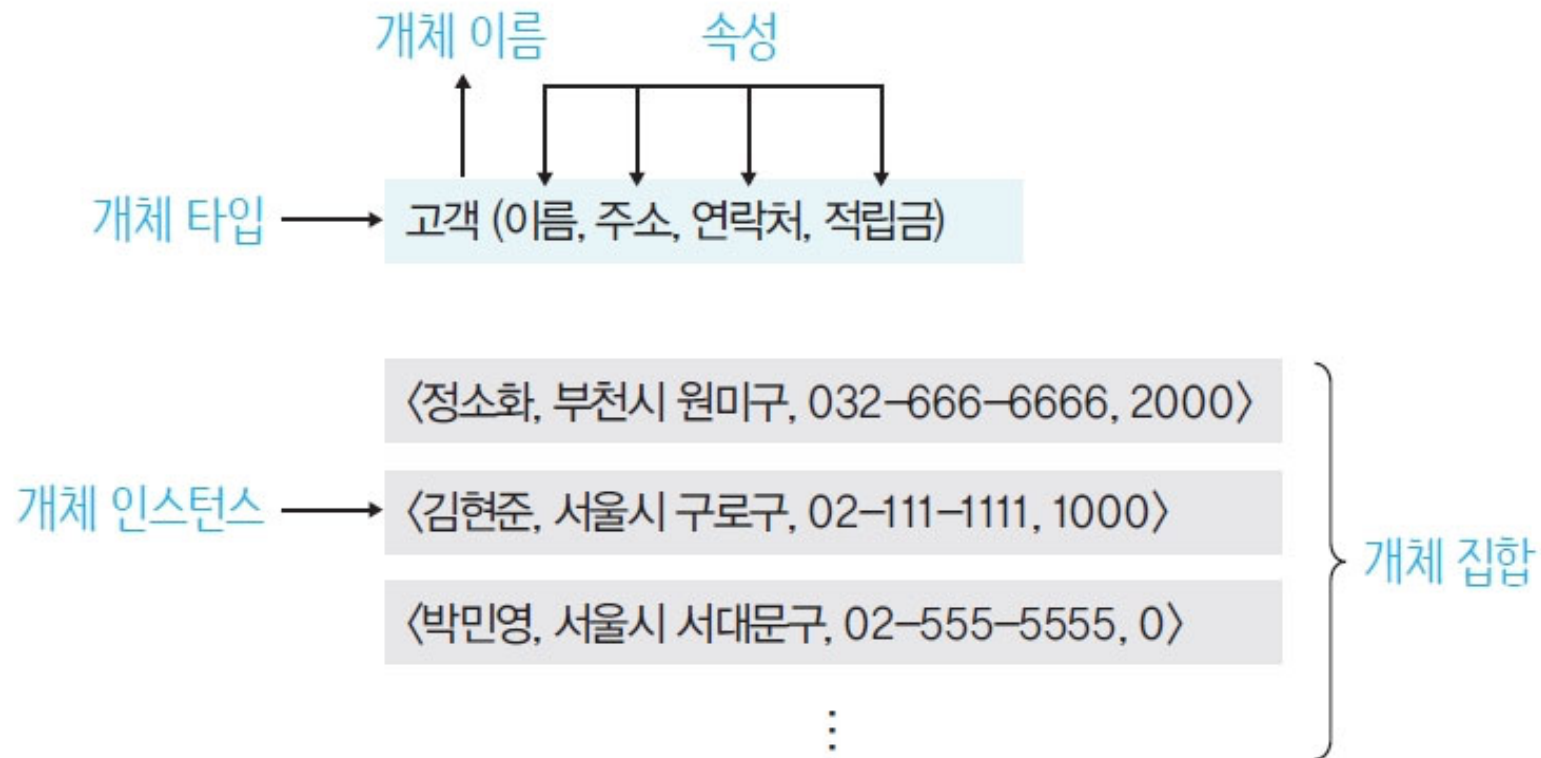 개체 이름 속성
개체 타입 고객 (이름, 주소, 연락처, 적립금)
〈정소화, 부천시 원미구, 032–666–6666, 2000〉
개체 인스턴스 〈김현준, 서울시 구로구, 02–111–1111, 1000〉
개체 집합
〈박민영, 서울시 서대문구, 02–555–5555, 0〉
⋮